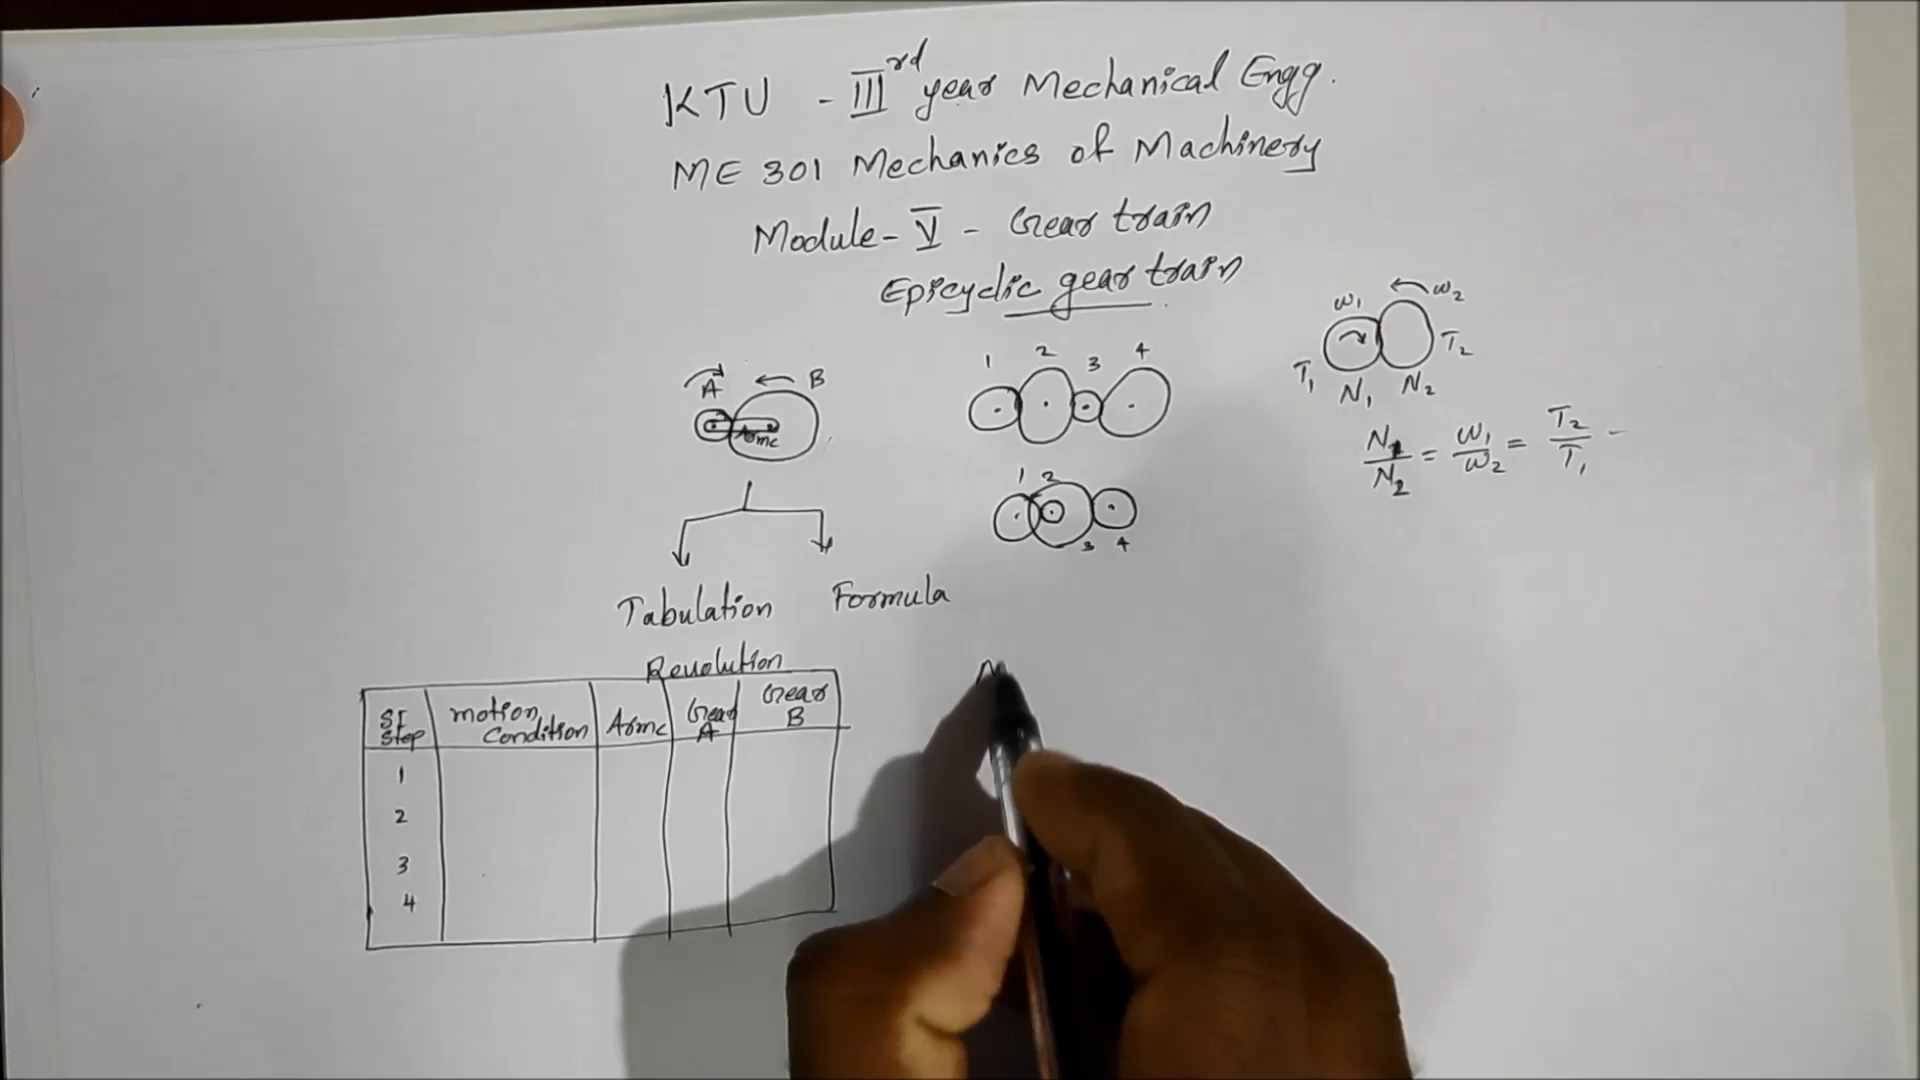 KTU - IIIrd year Mechanical Engg.
ME 301 Mechanics of Machinery
Module- V - Gear train
Epicyclic gear train
A B
Arm C
1 2 3 4
1 2
3 4
ω1 ω2
T1 T2
N1 N2
N1/N2 = ω1/ω2 = T2/T1 -
Tabulation Formula
Revolution
Sl Step motion Condition Arm C Gear A Gear B
1
2
3
4
N